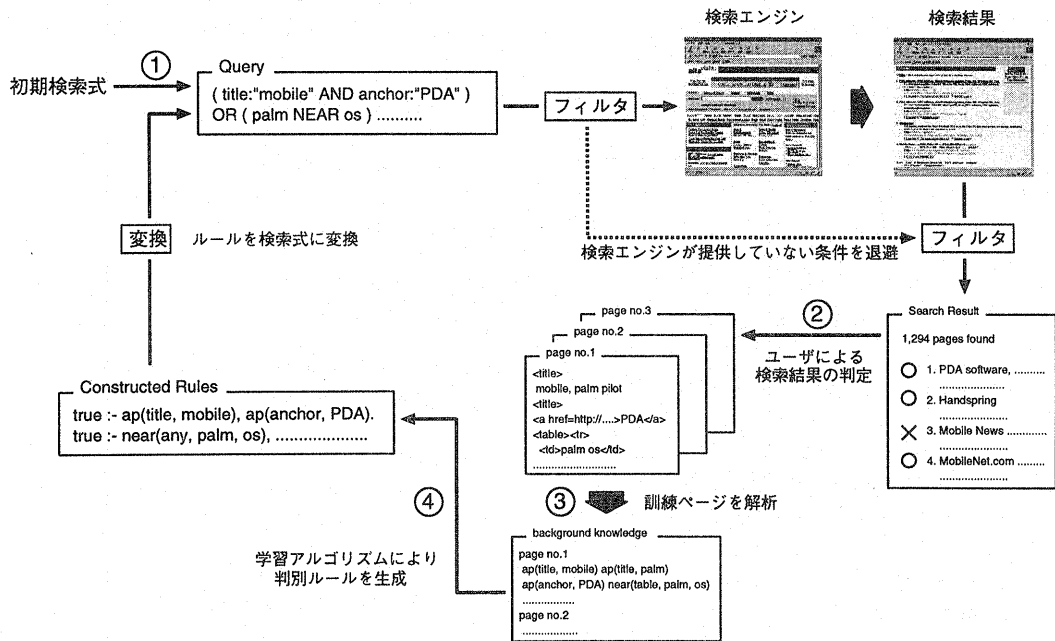 検索エンジン
検索結果
初期検索式
①
Query
( title:"mobile" AND anchor:"PDA" )
OR ( palm NEAR os ) ..........
フィルタ
変換
ルールを検索式に変換
検索エンジンが提供していない条件を退避
フィルタ
Search Result
1,294 pages found
1. PDA software, .........
......................
2. Handspring
......................
3. Mobile News ...........
......................
4. MobileNet.com ........
......................
②
ユーザによる
検索結果の判定
page no.3
page no.2
page no.1
<title>
mobile, palm pilot
<title>
<a href=http://....>PDA</a>
<table><tr>
<td>palm os</td>
...........................
③
訓練ページを解析
background knowledge
page no.1
ap(title, mobile) ap(title, palm)
ap(anchor, PDA) near(table, palm, os)
.................
page no.2
..................
④
学習アルゴリズムにより
判別ルールを生成
Constructed Rules
true :- ap(title, mobile), ap(anchor, PDA).
true :- near(any, palm, os), .....................